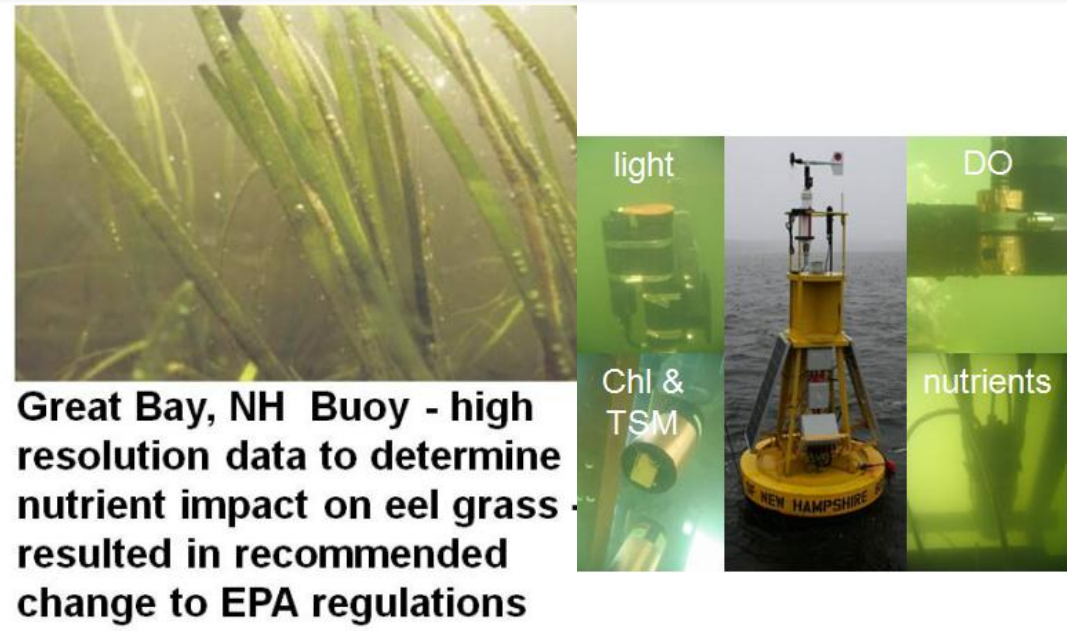 Great Bay, NH  Buoy - high
resolution data to determine
nutrient impact on eel grass -
resulted in recommended
change to EPA regulations
light
DO
Chl &
TSM
nutrients
OF NEW HAMPSHIRE